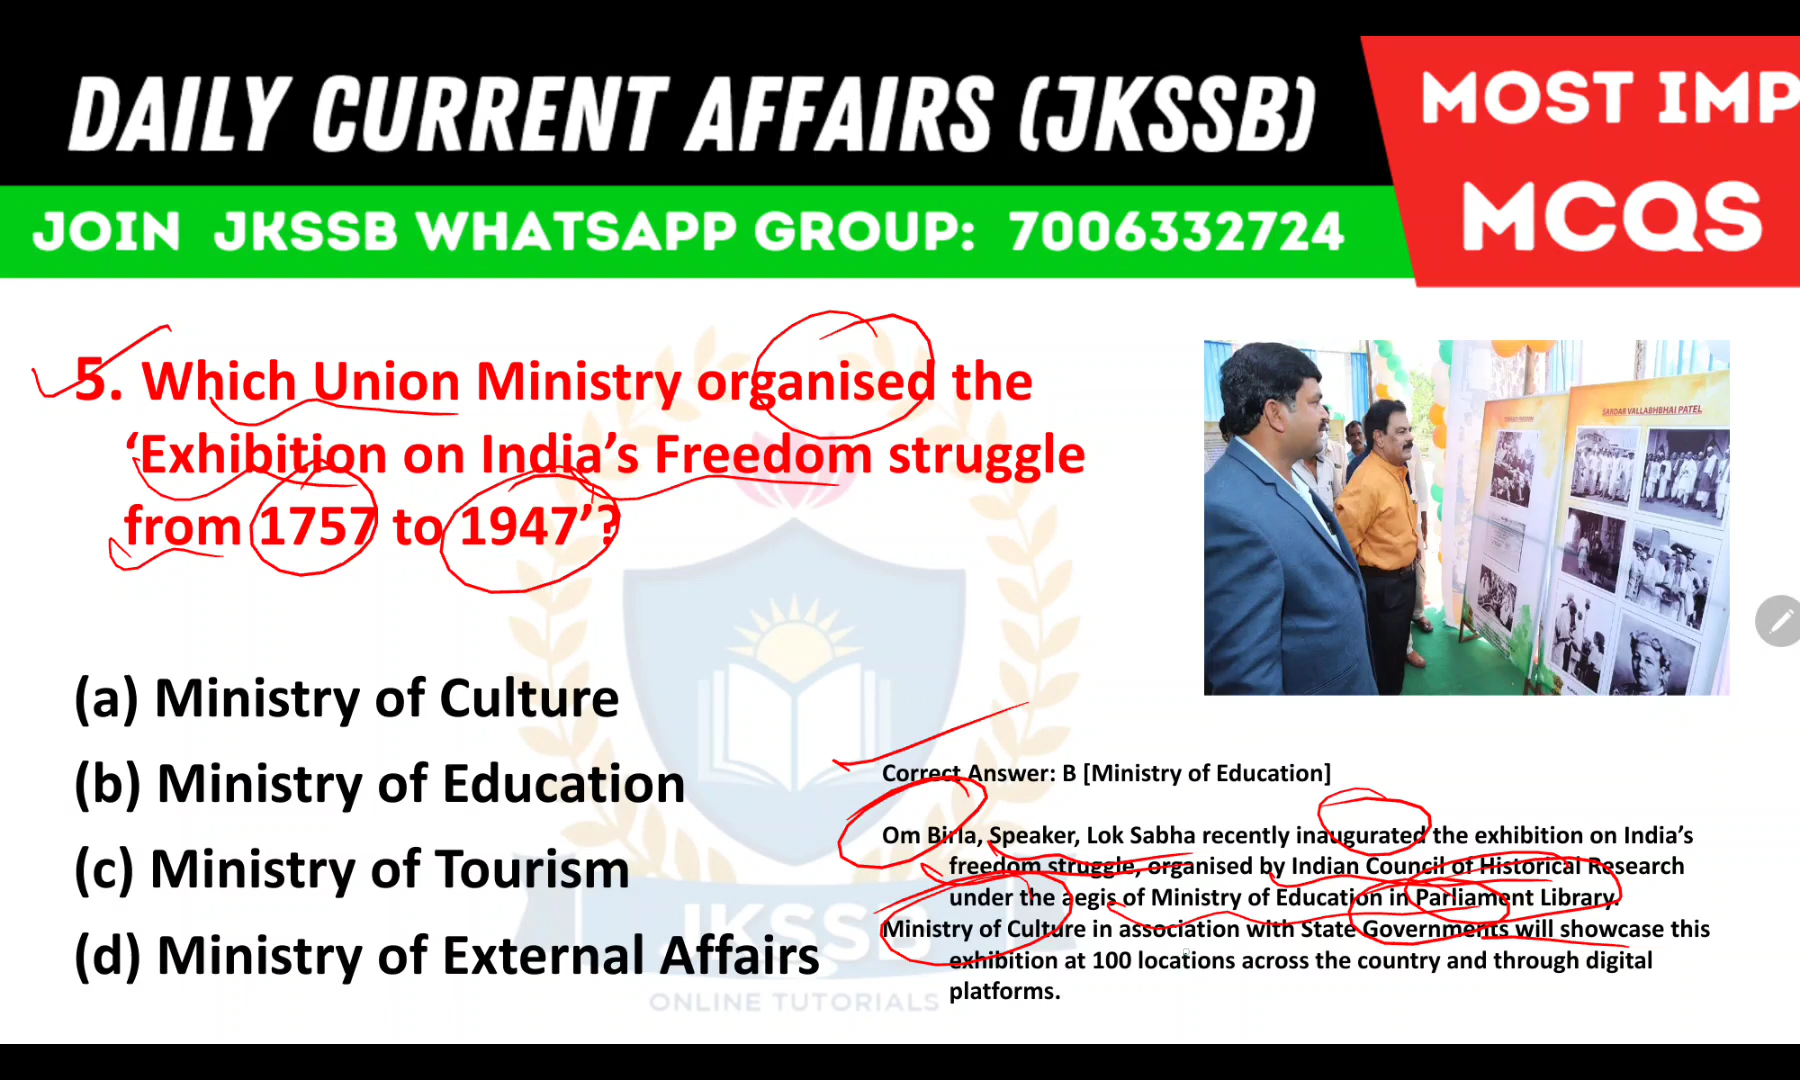 DAILY CURRENT AFFAIRS (JKSSB)
MOST IMP
MCQS
JOIN JKSSB WHATSAPP GROUP: 7006332724
5. Which Union Ministry organised the
‘Exhibition on India’s Freedom struggle
from 1757 to 1947’?
SARDAR VALLABHBHAI PATEL
(a) Ministry of Culture
(b) Ministry of Education
(c) Ministry of Tourism
(d) Ministry of External Affairs
Correct Answer: B [Ministry of Education]
Om Birla, Speaker, Lok Sabha recently inaugurated the exhibition on India’s
freedom struggle, organised by Indian Council of Historical Research
under the aegis of Ministry of Education in Parliament Library.
Ministry of Culture in association with State Governments will showcase this
exhibition at 100 locations across the country and through digital
platforms.
JKSSB
ONLINE TUTORIALS